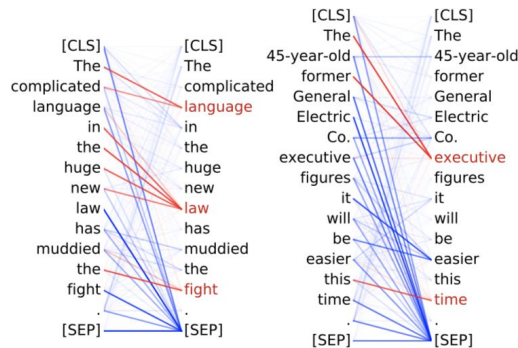 [CLS] [CLS]
The The
complicated complicated
language language
in in
the the
huge huge
new new
law law
has has
muddied muddied
the the
fight fight
. .
[SEP] [SEP]
[CLS] [CLS]
The The
45-year-old 45-year-old
former former
General General
Electric Electric
Co. Co.
executive executive
figures figures
it it
will will
be be
easier easier
this this
time time
. .
[SEP] [SEP]